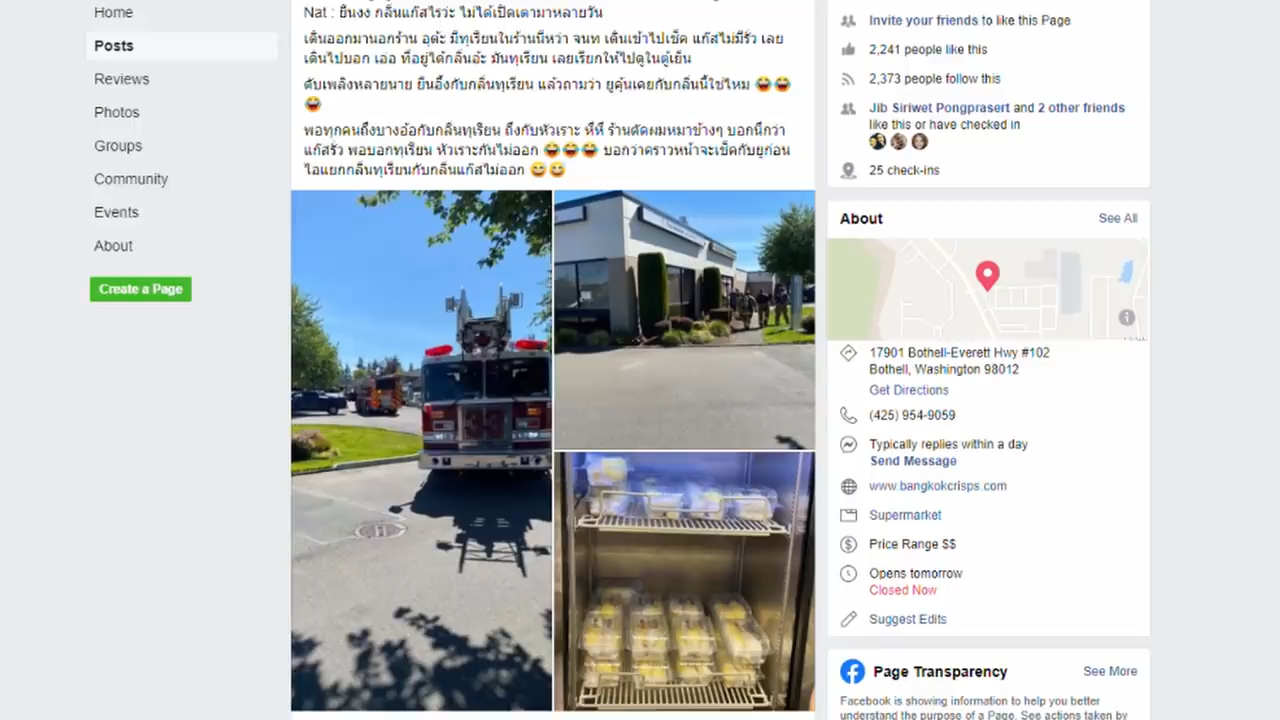 Home
Posts
Reviews
Photos
Groups
Community
Events
About
Create a Page
Nat : ยืนงง กลิ่นแก๊สไรว่ะ ไม่ได้เปิดเตามาหลายวัน
เดินออกมานอกร้าน อุต๊ะ มีทุเรียนในร้านนี่หว่า จนท เดินเข้าไปเช็ค แก๊สไม่มีรั่ว เลย
เดินไปบอก เออ ที่อยู่ได้กลิ่นอ้ะ มันทุเรียน เลยเรียกให้ไปดูในตู้เย็น
ดับเพลิงหลายนาย ยืนอึ้งกับกลิ่นทุเรียน แล้วถามว่า ยูคุ้นเคยกับกลิ่นนี้ใช่ไหม 😂😂
😂
พอทุกคนถึงบางอ้อกับกลิ่นทุเรียน ถึงกับหัวเราะ ฮี่ฮี่ ร้านตัดผมหมาข้างๆ บอกนึกว่า
แก๊สรั่ว พอบอกทุเรียน หัวเราะกันไม่ออก 😂😂😂 บอกว่าคราวหน้าจะเช็คกับยูก่อน
ไอแยกกลิ่นทุเรียนกับกลิ่นแก๊สไม่ออก 😅😅
Invite your friends to like this Page
2,241 people like this
2,373 people follow this
Jib Siriwet Pongprasert and 2 other friends
like this or have checked in
25 check-ins
About See All
17901 Bothell-Everett Hwy #102
Bothell, Washington 98012
Get Directions
(425) 954-9059
Typically replies within a day
Send Message
www.bangkokcrisps.com
Supermarket
Price Range $$
Opens tomorrow
Closed Now
Suggest Edits
Page Transparency See More
Facebook is showing information to help you better
understand the purpose of a Page. See actions taken by